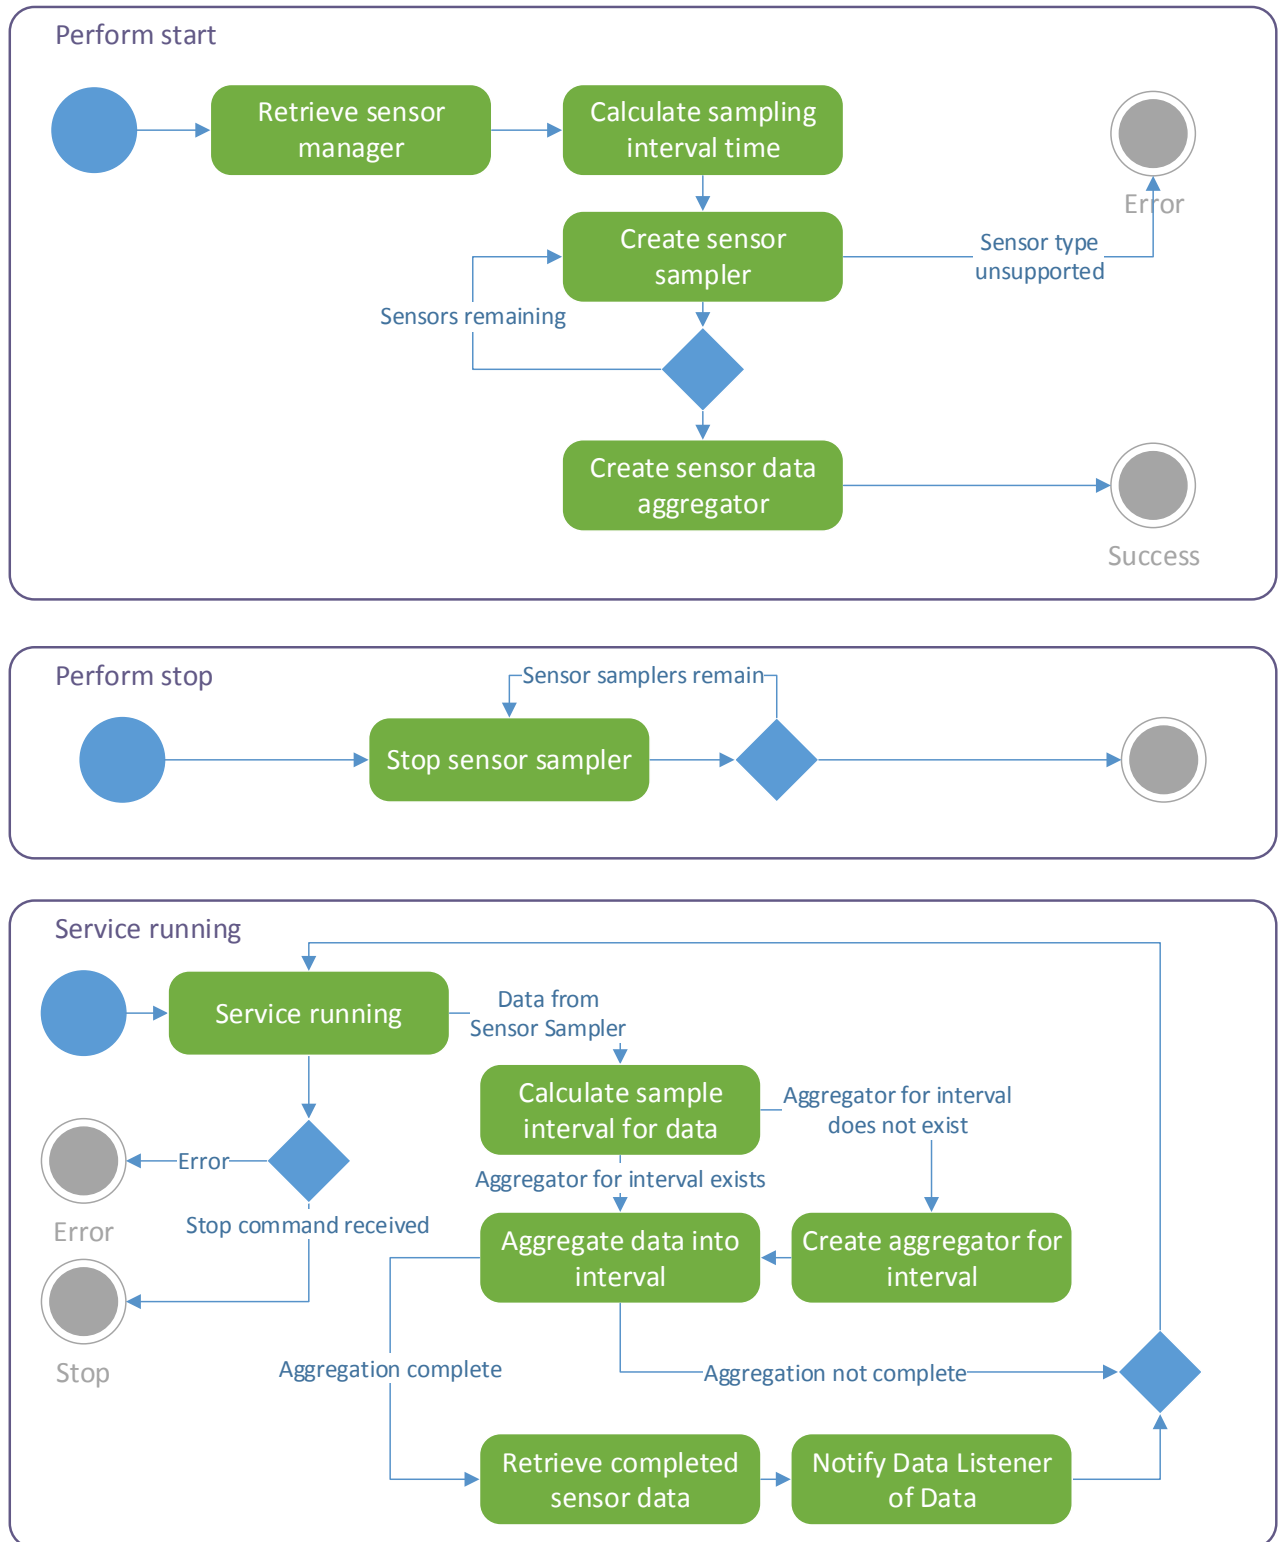 Perform start
Retrieve sensor
manager
Calculate sampling
interval time
Error
Create sensor
sampler
Sensor type
unsupported
Sensors remaining
Create sensor data
aggregator
Success
Perform stop
Sensor samplers remain
Stop sensor sampler
Service running
Service running
Data from
Sensor Sampler
Calculate sample
interval for data
Aggregator for interval
does not exist
Error
Aggregator for interval exists
Error
Stop command received
Aggregate data into
interval
Create aggregator for
interval
Stop
Aggregation complete
Aggregation not complete
Retrieve completed
sensor data
Notify Data Listener
of Data